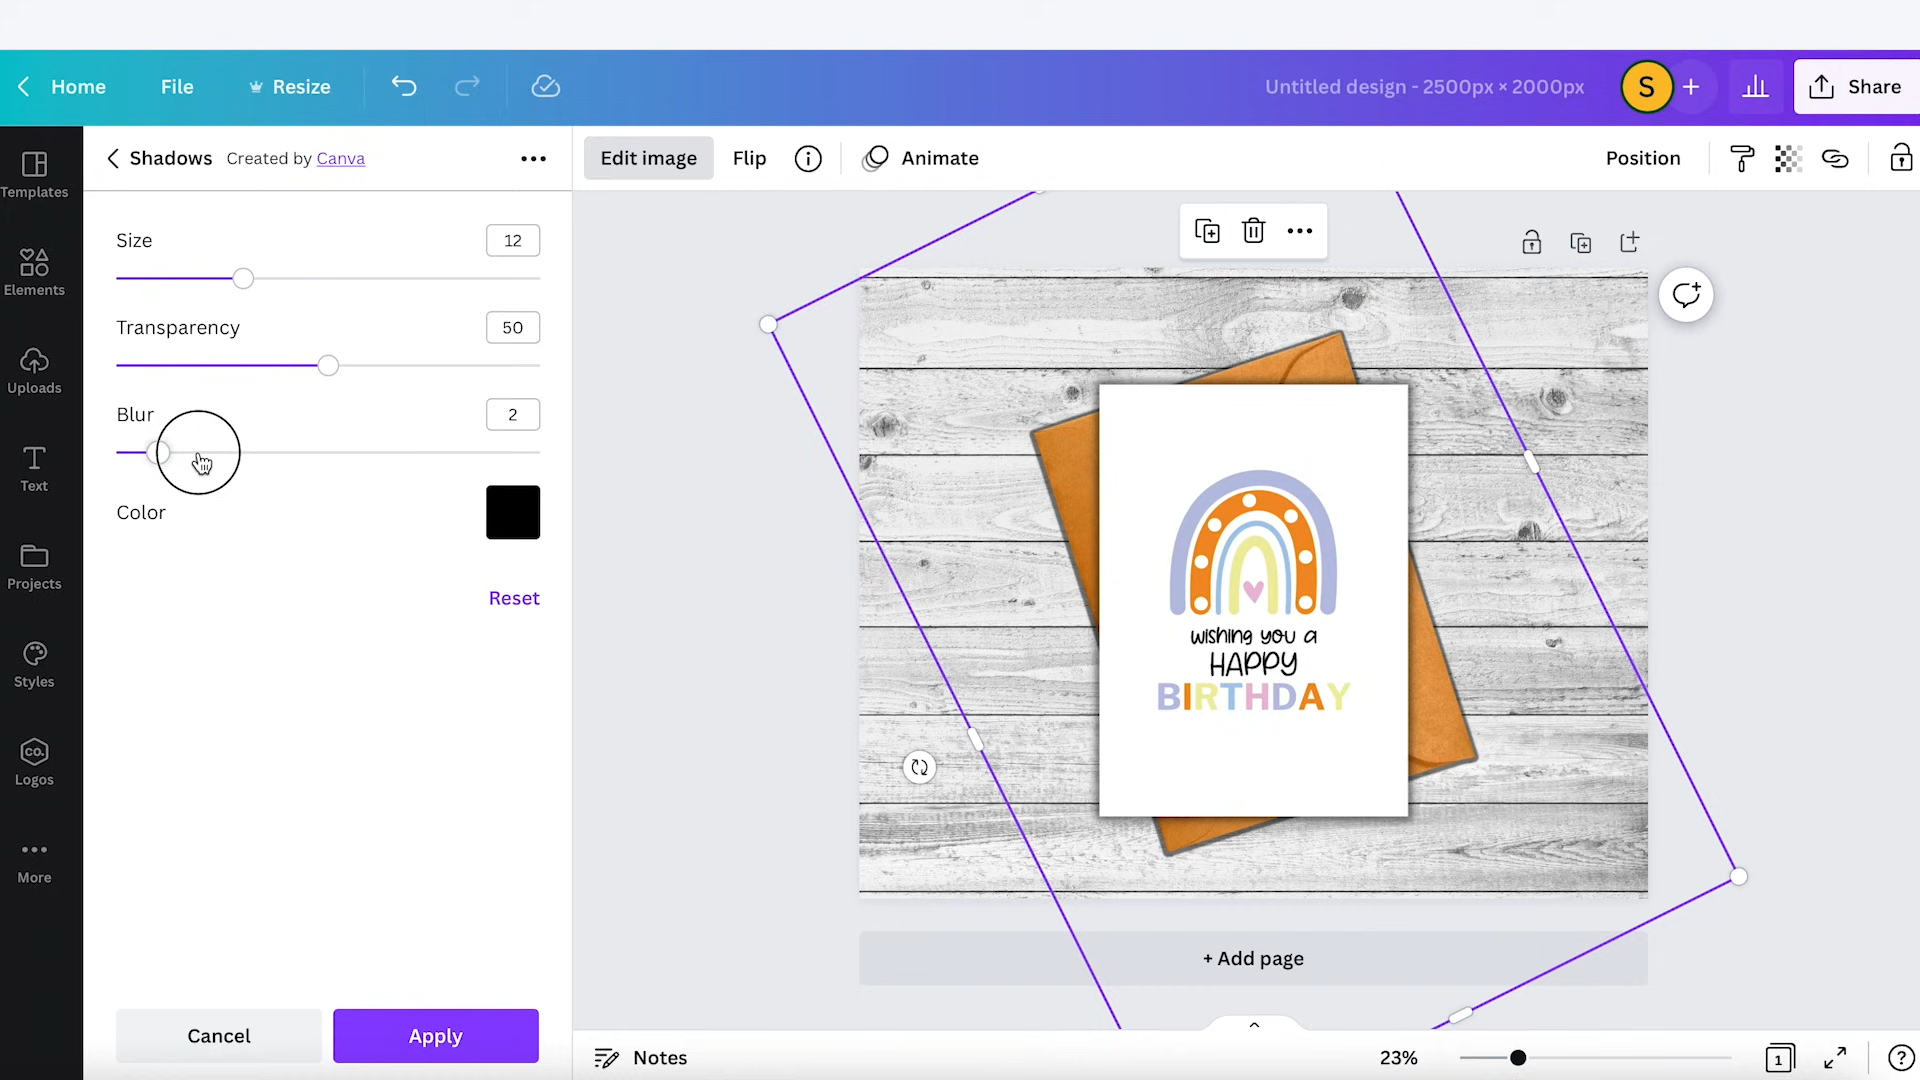 Home
File
Resize
Untitled design - 2500px × 2000px
S
Share
Templates
Elements
Uploads
Text
Projects
Styles
CO.
Logos
More
Shadows Created by Canva
Size
12
Transparency
50
Blur
2
Color
Reset
Cancel
Apply
Edit image
Flip
Animate
Position
wishing you a
HAPPY
BIRTHDAY
+ Add page
Notes
23%
1
?